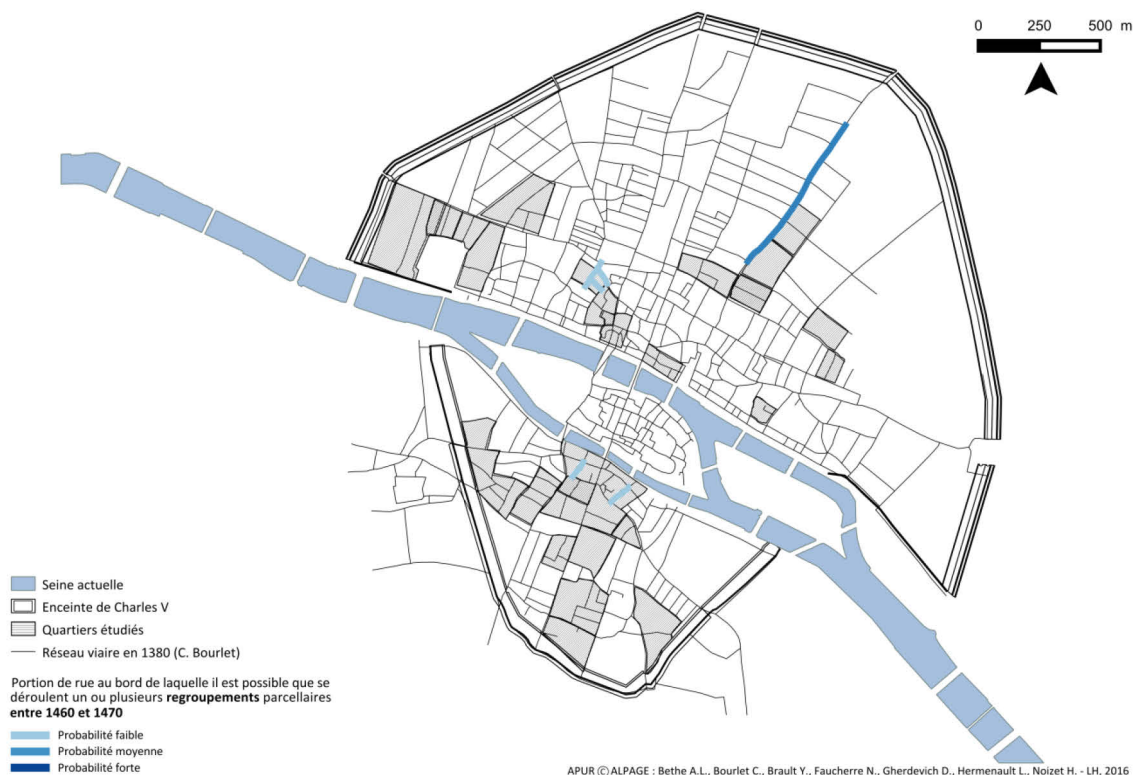 0 250 500 m
Seine actuelle
Enceinte de Charles V
Quartiers étudiés
Réseau viaire en 1380 (C. Bourlet)
Portion de rue au bord de laquelle il est possible que se
déroulent un ou plusieurs regroupements parcellaires
entre 1460 et 1470
Probabilité faible
Probabilité moyenne
Probabilité forte
APUR © ALPAGE : Bethe A.L., Bourlet C., Brault Y., Faucherre N., Gherdevich D., Hermenault L., Noizet H. - LH, 2016